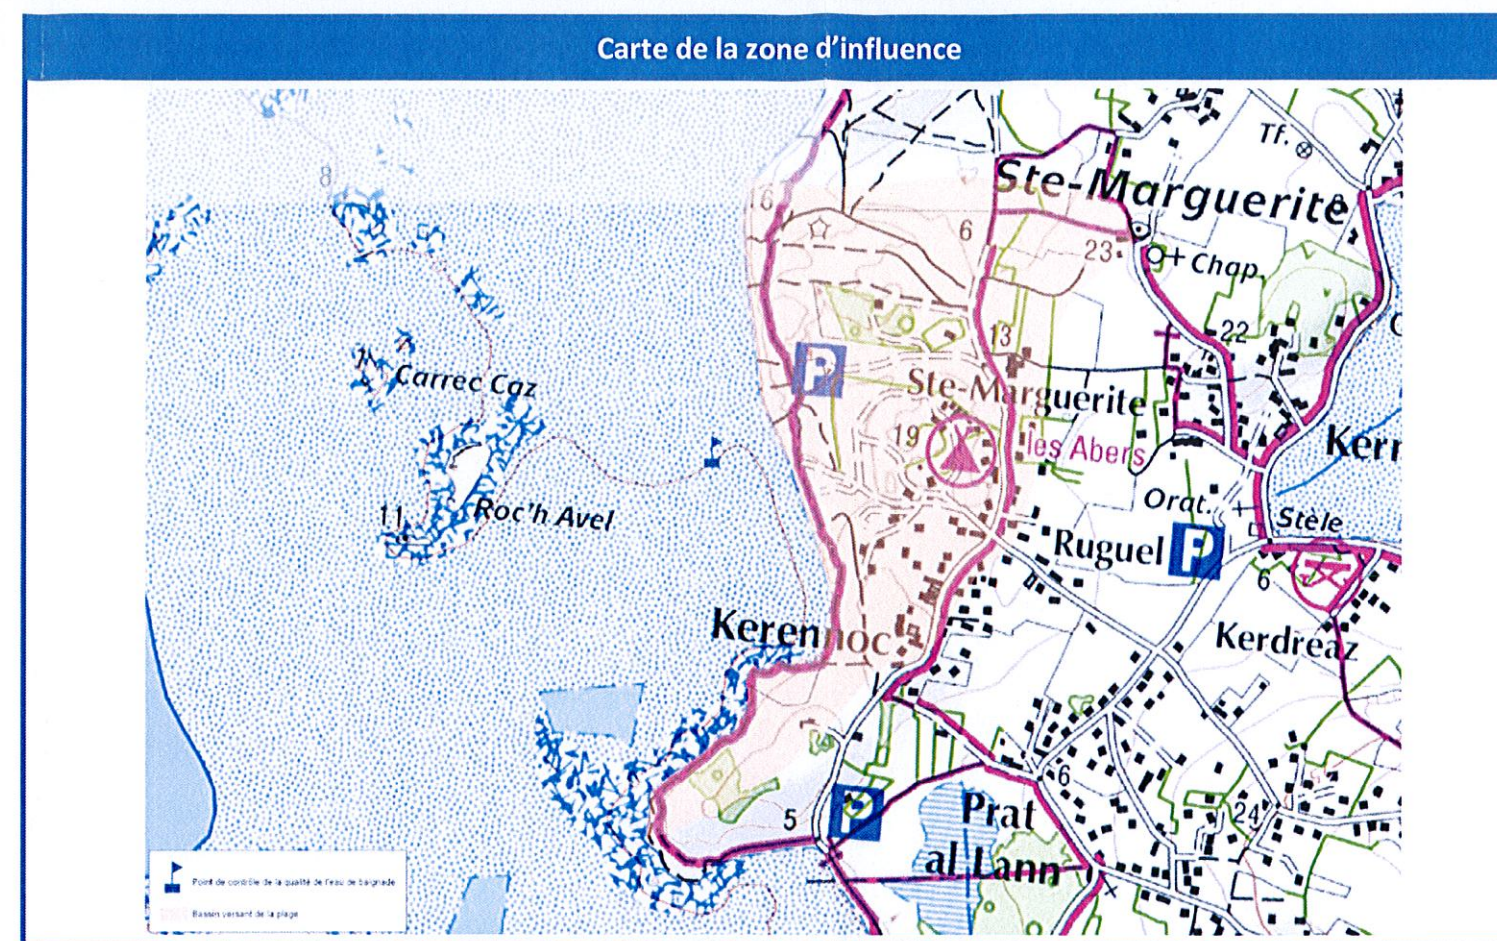 Carte de la zone d'influence
Tf.
8
Ste-Marguerite
16
6
23
Chap.
22
13
Carrec Caz
Ste-Marguerite
19
les Abers
Kern
Orat.
11
Roc'h Avel
Stèle
Ruguel
P
P
6
Kerennoc
Kerdreaz
6
5
P
Prat
24
al Lann
Point de contrôle de la qualité de l'eau de baignade
Bassin versant de la plage